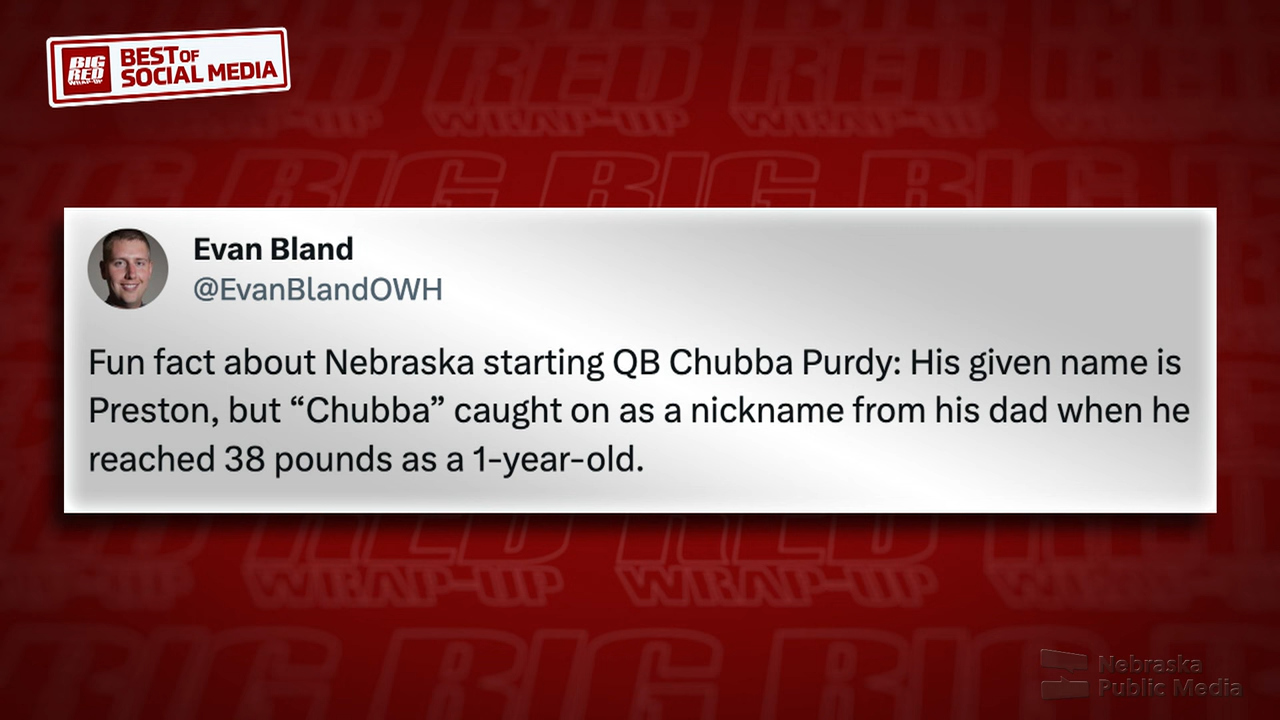 BIG
RED
WRAP-UP
BEST OF
SOCIAL MEDIA
Evan Bland
@EvanBlandOWH
Fun fact about Nebraska starting QB Chubba Purdy: His given name is
Preston, but “Chubba” caught on as a nickname from his dad when he
reached 38 pounds as a 1-year-old.
Nebraska
Public Media